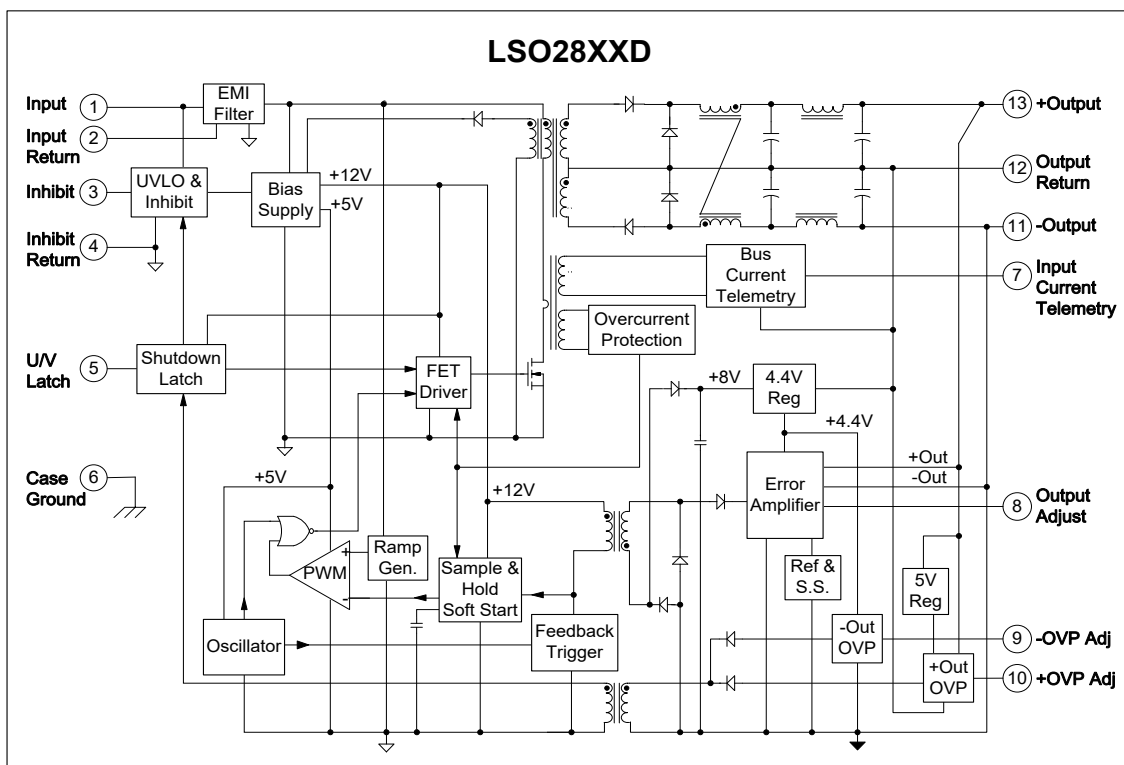 LSO28XXD
Input
1
EMI
Filter
Input
Return
2
Inhibit
3
UVLO &
Inhibit
Bias
Supply
+12V
+5V
Inhibit
Return
4
13
+Output
12
Output
Return
11
-Output
Bus
Current
Telemetry
7
Input
Current
Telemetry
Overcurrent
Protection
U/V
Latch
5
Shutdown
Latch
FET
Driver
+8V
4.4V
Reg
+4.4V
Case
Ground
6
+5V
+12V
Error
Amplifier
+Out
-Out
8
Output
Adjust
PWM
+
-
Ramp
Gen.
Sample &
Hold
Soft Start
Ref &
S.S.
5V
Reg
Oscillator
Feedback
Trigger
-Out
OVP
9
-OVP Adj
+Out
OVP
10
+OVP Adj